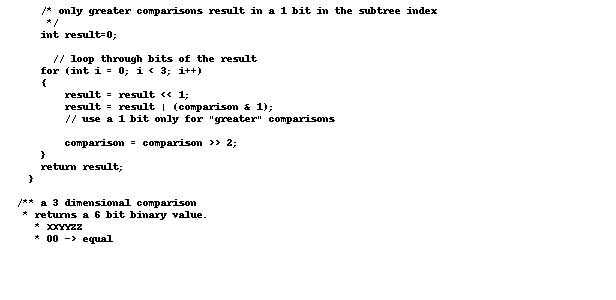 /* only greater comparisons result in a 1 bit in the subtree index
*/
int result=0;
// loop through bits of the result
for (int i = 0; i < 3; i++)
{
result = result << 1;
result = result | (comparison & 1);
// use a 1 bit only for "greater" comparisons
comparison = comparison >> 2;
}
return result;
}
/** a 3 dimensional comparison
* returns a 6 bit binary value.
* XXYYZZ
* 00 -> equal